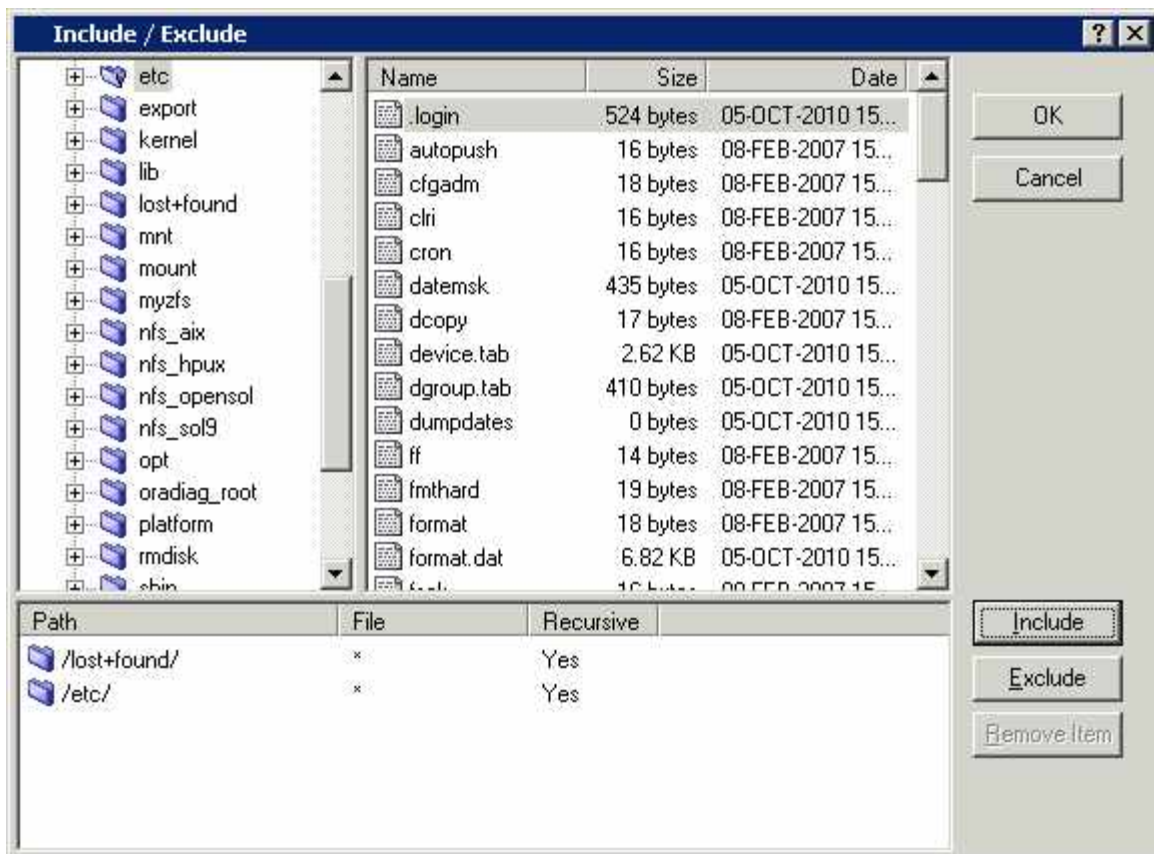 Include / Exclude
etc
export
kernel
lib
lost+found
mnt
mount
myzfs
nfs_aix
nfs_hpux
nfs_opensol
nfs_sol9
opt
oradiag_root
platform
rmdisk
Name Size Date
.login 524 bytes 05-OCT-2010 15...
autopush 16 bytes 08-FEB-2007 15...
cfgadm 18 bytes 08-FEB-2007 15...
clri 16 bytes 08-FEB-2007 15...
cron 16 bytes 08-FEB-2007 15...
datemsk 435 bytes 05-OCT-2010 15...
dcopy 17 bytes 08-FEB-2007 15...
device.tab 2.62 KB 05-OCT-2010 15...
dgroup.tab 410 bytes 05-OCT-2010 15...
dumpdates 0 bytes 05-OCT-2010 15...
ff 14 bytes 08-FEB-2007 15...
fmthard 19 bytes 08-FEB-2007 15...
format 18 bytes 08-FEB-2007 15...
format.dat 6.82 KB 05-OCT-2010 15...
OK
Cancel
Path File Recursive
/lost+found/ * Yes
/etc/ * Yes
Include
Exclude
Remove Item